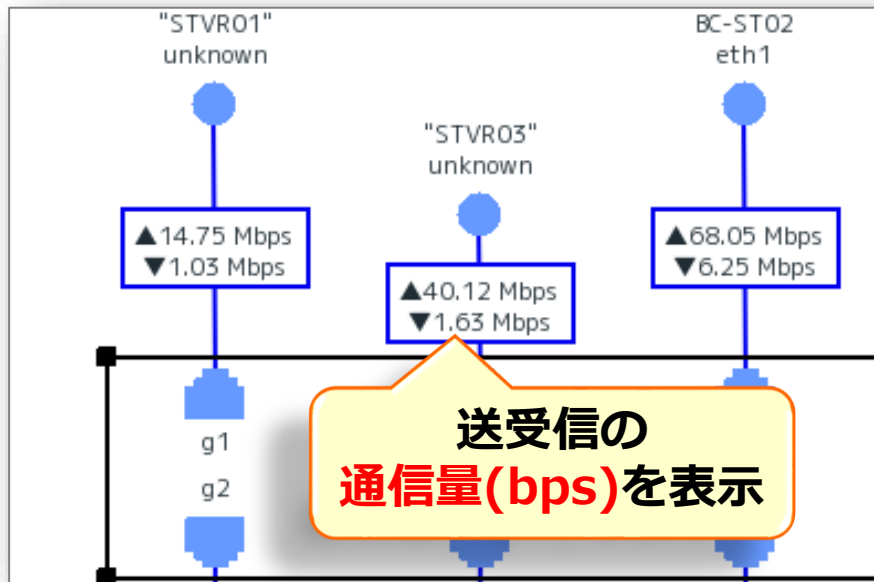 "STVR01"
unknown
BC-ST02
eth1
"STVR03"
unknown
▲14.75 Mbps
▼1.03 Mbps
▲68.05 Mbps
▼6.25 Mbps
▲40.12 Mbps
▼1.63 Mbps
g1
g2
送受信の
通信量(bps)を表示